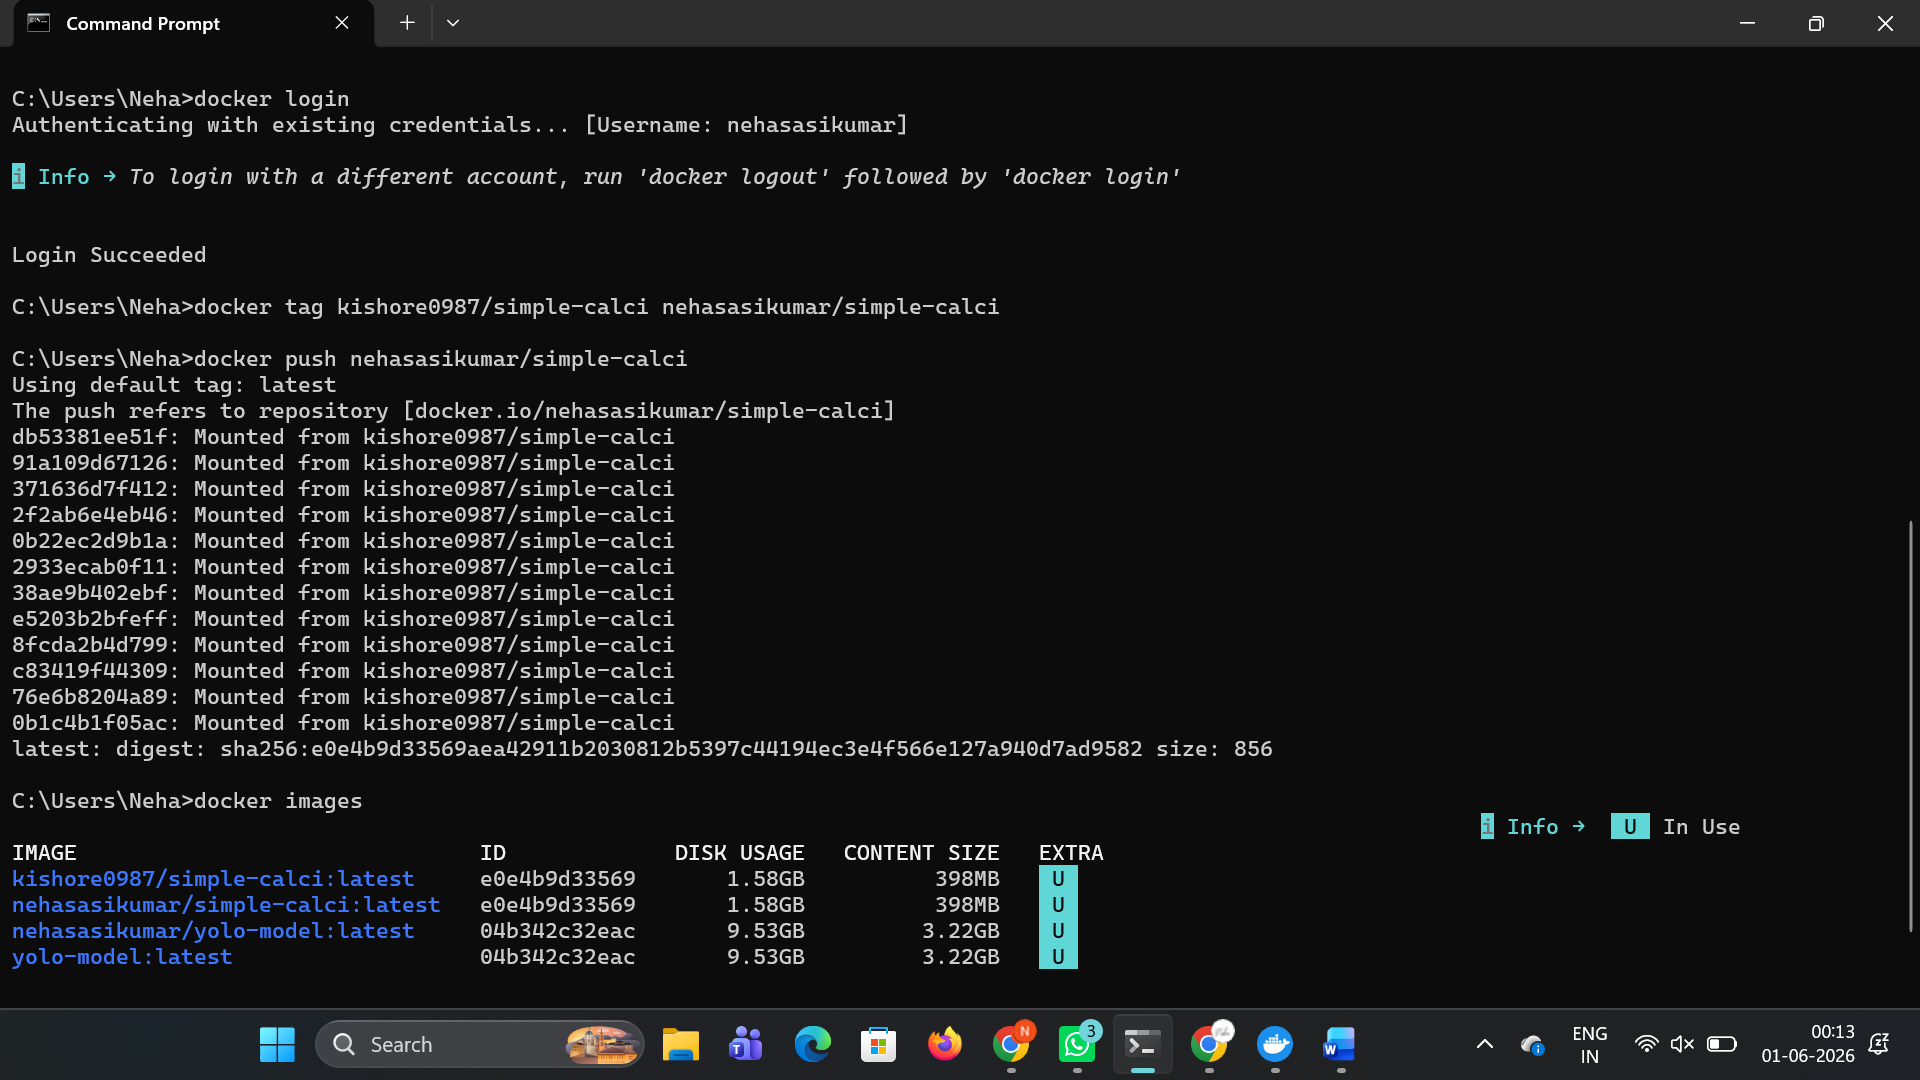 Command Prompt
C:\Users\Neha>docker login
Authenticating with existing credentials... [Username: nehasasikumar]
i Info → To login with a different account, run 'docker logout' followed by 'docker login'
Login Succeeded
C:\Users\Neha>docker tag kishore0987/simple-calci nehasasikumar/simple-calci
C:\Users\Neha>docker push nehasasikumar/simple-calci
Using default tag: latest
The push refers to repository [docker.io/nehasasikumar/simple-calci]
db53381ee51f: Mounted from kishore0987/simple-calci
91a109d67126: Mounted from kishore0987/simple-calci
371636d7f412: Mounted from kishore0987/simple-calci
2f2ab6e4eb46: Mounted from kishore0987/simple-calci
0b22ec2d9b1a: Mounted from kishore0987/simple-calci
2933ecab0f11: Mounted from kishore0987/simple-calci
38ae9b402ebf: Mounted from kishore0987/simple-calci
e5203b2bfeff: Mounted from kishore0987/simple-calci
8fcda2b4d799: Mounted from kishore0987/simple-calci
c83419f44309: Mounted from kishore0987/simple-calci
76e6b8204a89: Mounted from kishore0987/simple-calci
0b1c4b1f05ac: Mounted from kishore0987/simple-calci
latest: digest: sha256:e0e4b9d33569aea42911b2030812b5397c44194ec3e4f566e127a940d7ad9582 size: 856
C:\Users\Neha>docker images
i Info → U In Use
IMAGE ID DISK USAGE CONTENT SIZE EXTRA
kishore0987/simple-calci:latest e0e4b9d33569 1.58GB 398MB U
nehasasikumar/simple-calci:latest e0e4b9d33569 1.58GB 398MB U
nehasasikumar/yolo-model:latest 04b342c32eac 9.53GB 3.22GB U
yolo-model:latest 04b342c32eac 9.53GB 3.22GB U
Search
N
3
ENG
IN
00:13
01-06-2026